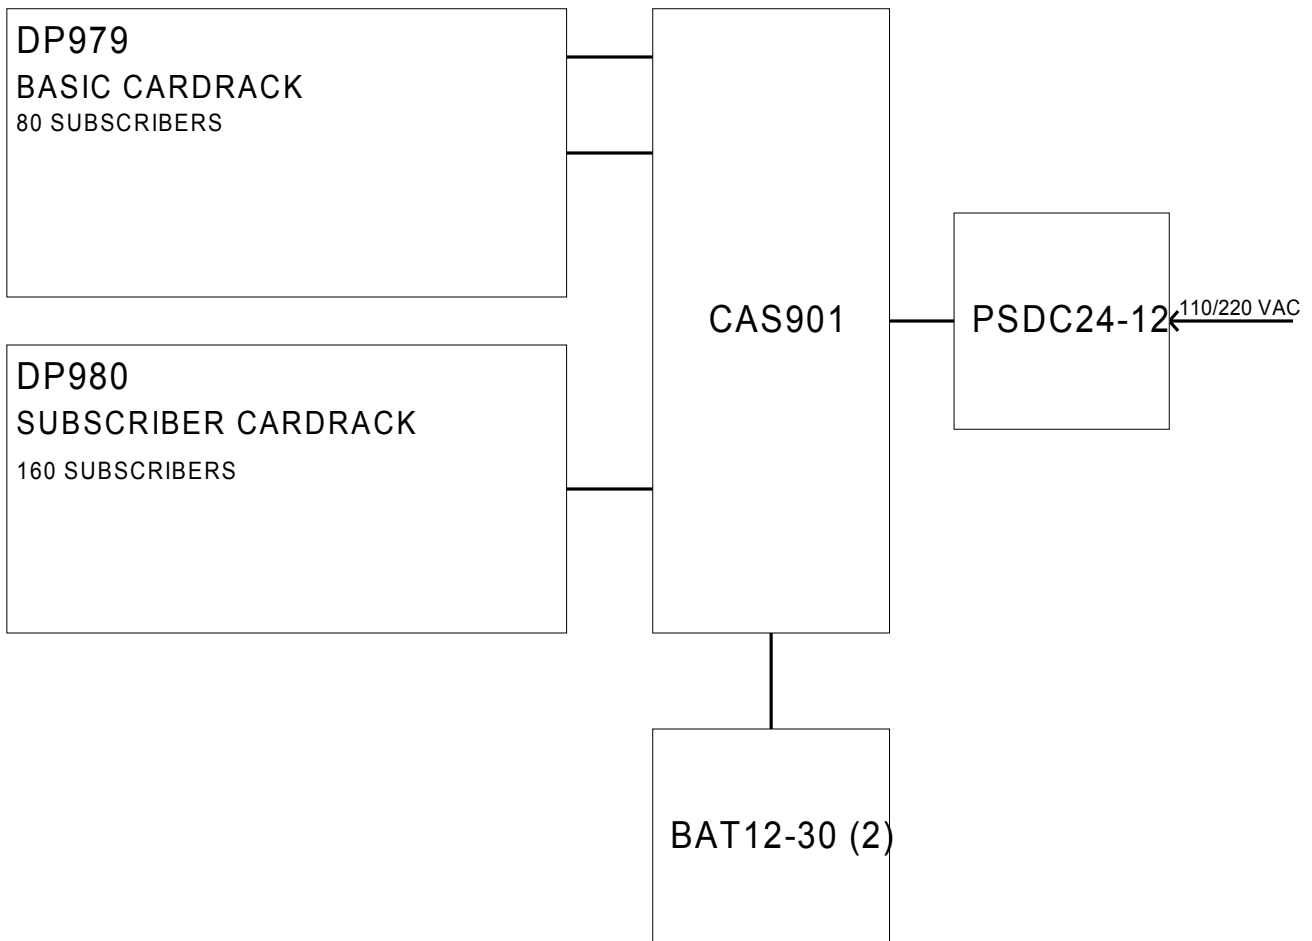 DP979
BASIC CARDRACK
80 SUBSCRIBERS
CAS901
PSDC24-12
110/220 VAC
DP980
SUBSCRIBER CARDRACK
160 SUBSCRIBERS
BAT12-30 (2)